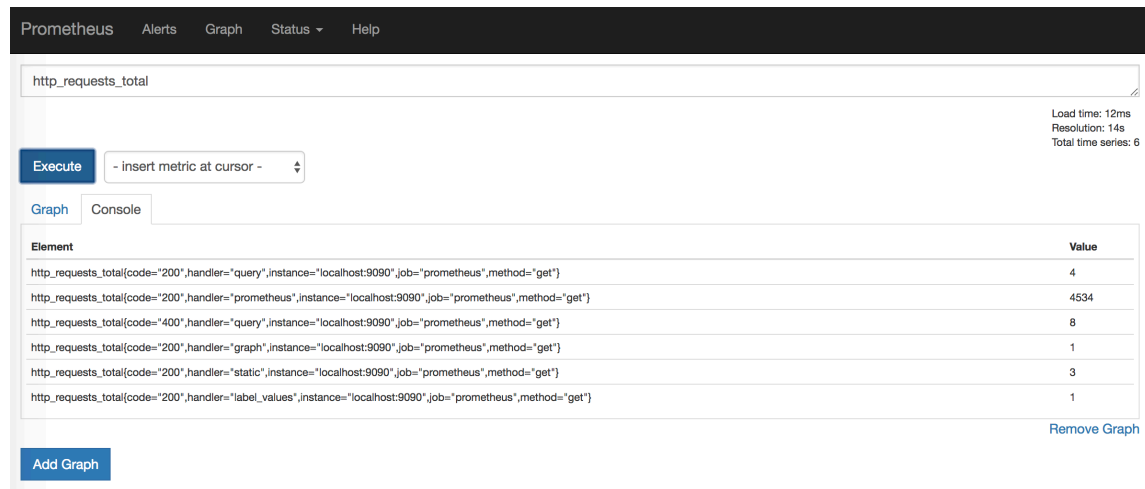 Prometheus Alerts Graph Status Help
http_requests_total
Load time: 12ms
Resolution: 14s
Total time series: 6
Execute - insert metric at cursor -
Graph Console
Element Value
http_requests_total{code="200",handler="query",instance="localhost:9090",job="prometheus",method="get"} 4
http_requests_total{code="200",handler="prometheus",instance="localhost:9090",job="prometheus",method="get"} 4534
http_requests_total{code="400",handler="query",instance="localhost:9090",job="prometheus",method="get"} 8
http_requests_total{code="200",handler="graph",instance="localhost:9090",job="prometheus",method="get"} 1
http_requests_total{code="200",handler="static",instance="localhost:9090",job="prometheus",method="get"} 3
http_requests_total{code="200",handler="label_values",instance="localhost:9090",job="prometheus",method="get"} 1
Remove Graph
Add Graph